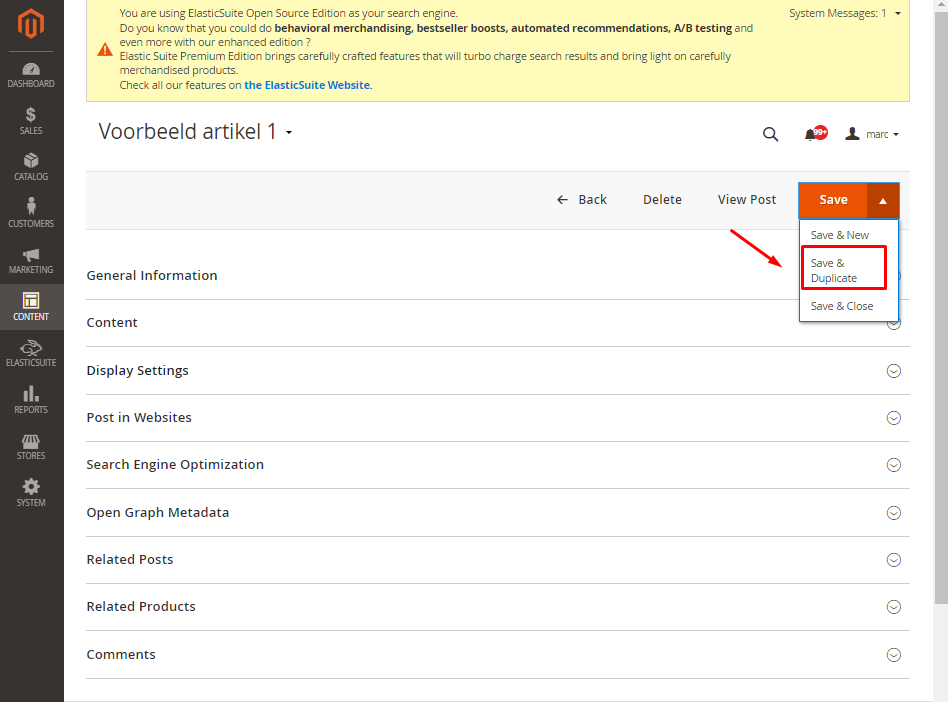 You are using ElasticSuite Open Source Edition as your search engine.
System Messages: 1
Do you know that you could do behavioral merchandising, bestseller boosts, automated recommendations, A/B testing and
even more with our enhanced edition ?
Elastic Suite Premium Edition brings carefully crafted features that will turbo charge search results and bring light on carefully
merchandised products.
Check all our features on the ElasticSuite Website.
DASHBOARD
SALES
CATALOG
CUSTOMERS
MARKETING
CONTENT
ELASTICSUITE
REPORTS
STORES
SYSTEM
Voorbeeld artikel 1
99+
marc
Back
Delete
View Post
Save
Save & New
Save &
Duplicate
Save & Close
General Information
Content
Display Settings
Post in Websites
Search Engine Optimization
Open Graph Metadata
Related Posts
Related Products
Comments